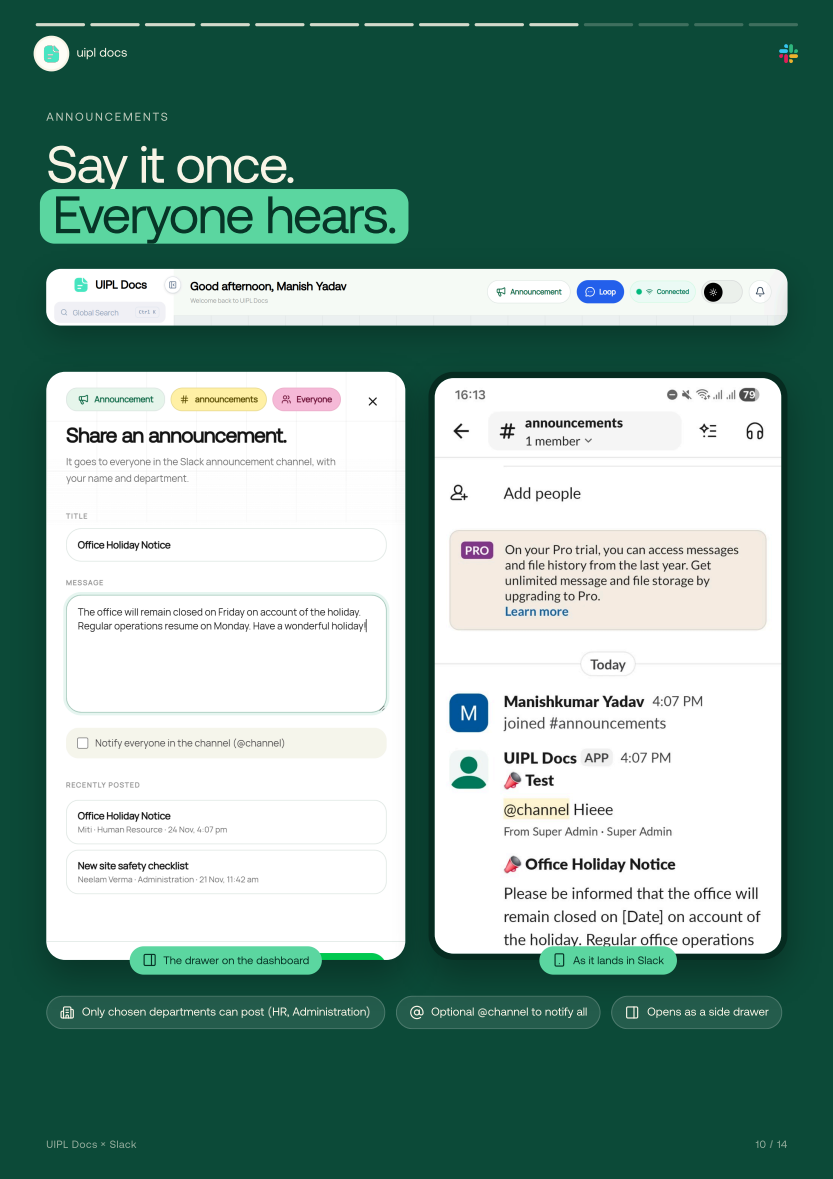 uipl docs
ANNOUNCEMENTS
Say it once.
Everyone hears.
UIPL Docs
Global Search
Ctrl K
Good afternoon, Manish Yadav
Welcome back to UIPL Docs
Announcement
Loop
Connected
Announcement
# announcements
Everyone
Share an announcement.
It goes to everyone in the Slack announcement channel, with
your name and department.
TITLE
Office Holiday Notice
MESSAGE
The office will remain closed on Friday on account of the holiday.
Regular operations resume on Monday. Have a wonderful holiday!
Notify everyone in the channel (@channel)
RECENTLY POSTED
Office Holiday Notice
Miti · Human Resource · 24 Nov, 4:07 pm
New site safety checklist
Neelam Verma · Administration · 21 Nov, 11:42 am
The drawer on the dashboard
16:13
79
# announcements
1 member
Add people
PRO
On your Pro trial, you can access messages
and file history from the last year. Get
unlimited message and file storage by
upgrading to Pro.
Learn more
Today
M
Manishkumar Yadav 4:07 PM
joined #announcements
UIPL Docs APP 4:07 PM
Test
@channel Hieee
From Super Admin · Super Admin
Office Holiday Notice
Please be informed that the office will
remain closed on [Date] on account of
the holiday. Regular office operations
As it lands in Slack
Only chosen departments can post (HR, Administration)
Optional @channel to notify all
Opens as a side drawer
UIPL Docs × Slack
10 / 14